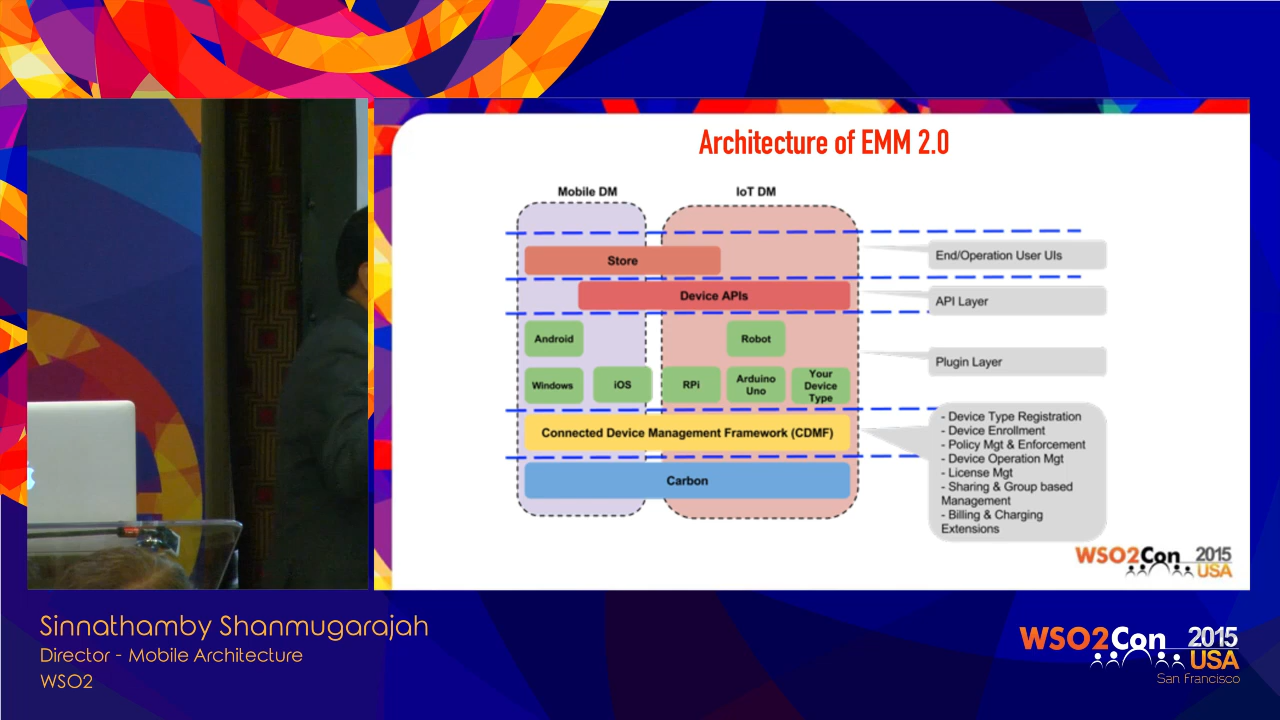 Architecture of EMM 2.0
Mobile DM
IoT DM
Store
End/Operation User UIs
Device APIs
API Layer
Android
Robot
Plugin Layer
Windows
iOS
RPi
Arduino
Uno
Your
Device
Type
Connected Device Management Framework (CDMF)
Carbon
- Device Type Registration
- Device Enrollment
- Policy Mgt & Enforcement
- Device Operation Mgt
- License Mgt
- Sharing & Group based
Management
- Billing & Charging
Extensions
WSO2Con 2015
USA
Sinnathamby Shanmugarajah
Director - Mobile Architecture
WSO2
WSO2Con 2015
USA
San Francisco